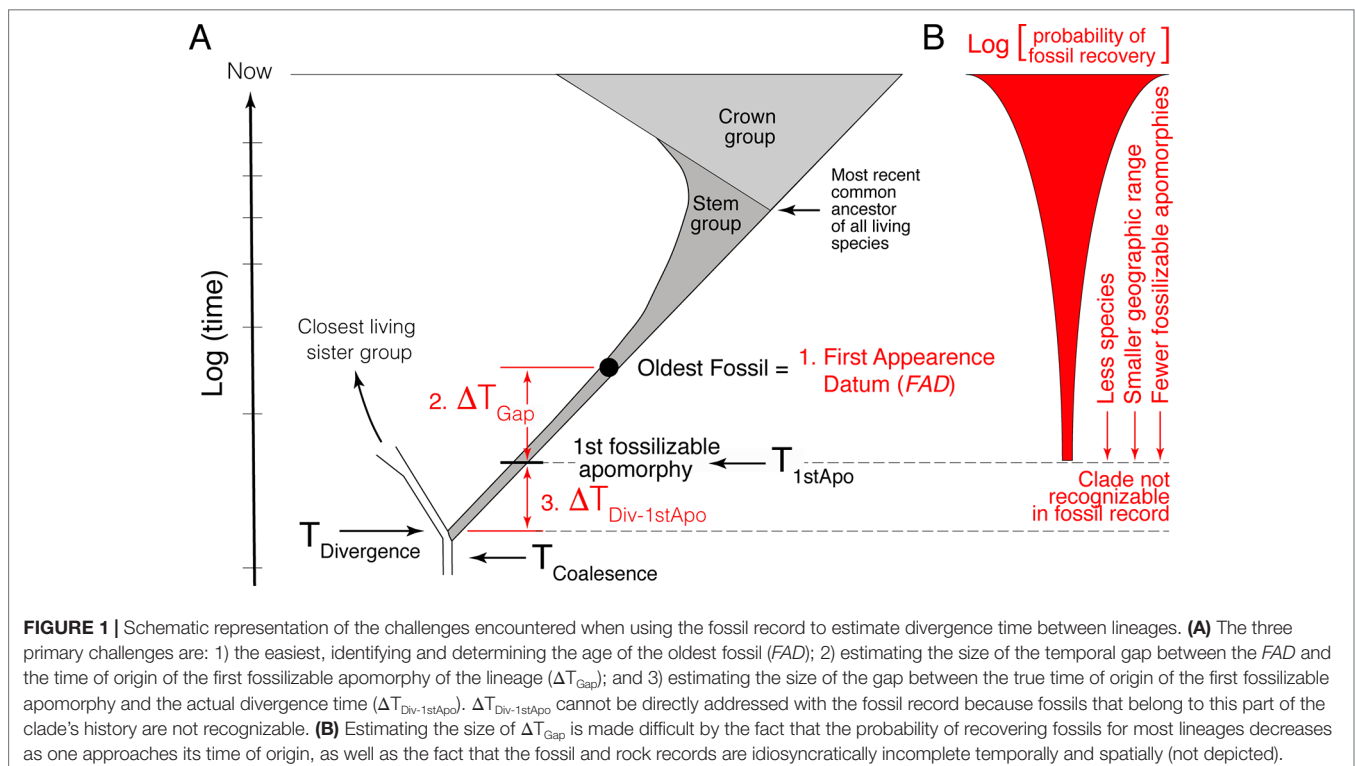 A
B
Log [probability of
fossil recovery]
Now
Crown
group
Most recent
common
ancestor
of all living
species
Stem
group
Log (time)
Less species
Smaller geographic range
Fewer fossilizable apomorphies
Closest living
sister group
Oldest Fossil = 1. First Appearence
Datum (FAD)
2. ΔTGap
1st fossilizable
apomorphy
T1stApo
3. ΔTDiv-1stApo
Clade not
recognizable
in fossil record
TDivergence
TCoalesence
FIGURE 1 | Schematic representation of the challenges encountered when using the fossil record to estimate divergence time between lineages. (A) The three
primary challenges are: 1) the easiest, identifying and determining the age of the oldest fossil (FAD); 2) estimating the size of the temporal gap between the FAD and
the time of origin of the first fossilizable apomorphy of the lineage (ΔTGap); and 3) estimating the size of the gap between the true time of origin of the first fossilizable
apomorphy and the actual divergence time (ΔTDiv-1stApo). ΔTDiv-1stApo cannot be directly addressed with the fossil record because fossils that belong to this part of the
clade's history are not recognizable. (B) Estimating the size of ΔTGap is made difficult by the fact that the probability of recovering fossils for most lineages decreases
as one approaches its time of origin, as well as the fact that the fossil and rock records are idiosyncratically incomplete temporally and spatially (not depicted).